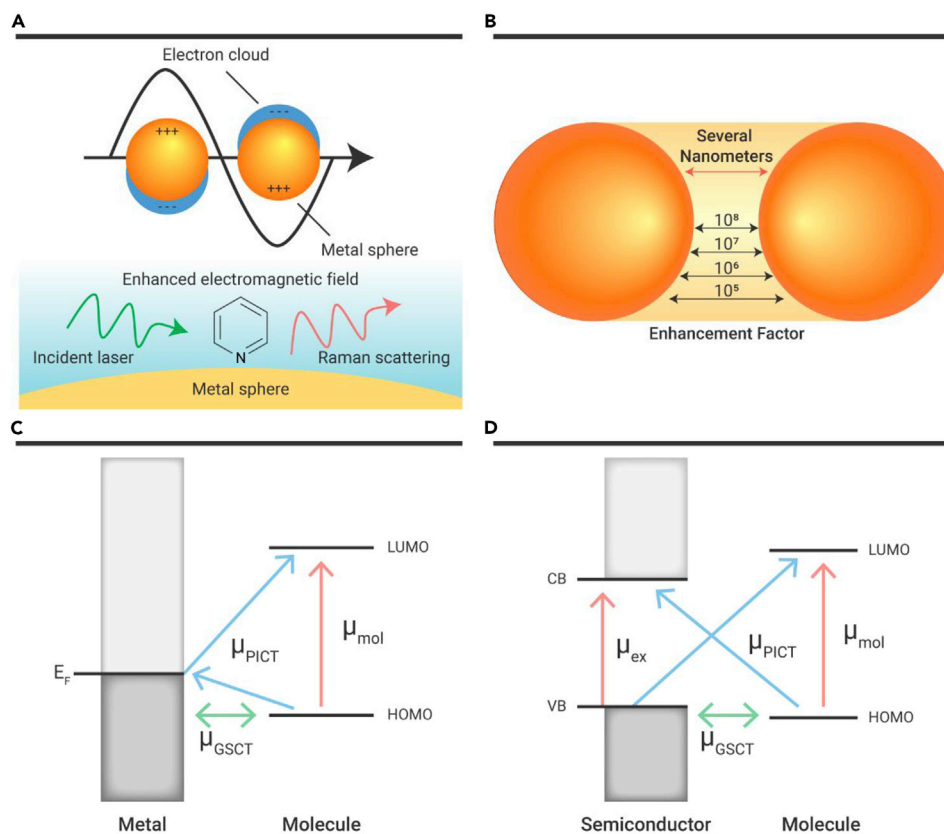 A
Electron cloud
- - -
+++
+++
- - -
Metal sphere
Enhanced electromagnetic field
Incident laser
N
Raman scattering
Metal sphere
B
Several
Nanometers
10⁸
10⁷
10⁶
10⁵
Enhancement Factor
C
LUMO
μmol
μPICT
EF
HOMO
μGSCT
Metal
Molecule
D
LUMO
CB
μex
μPICT
μmol
VB
HOMO
μGSCT
Semiconductor
Molecule